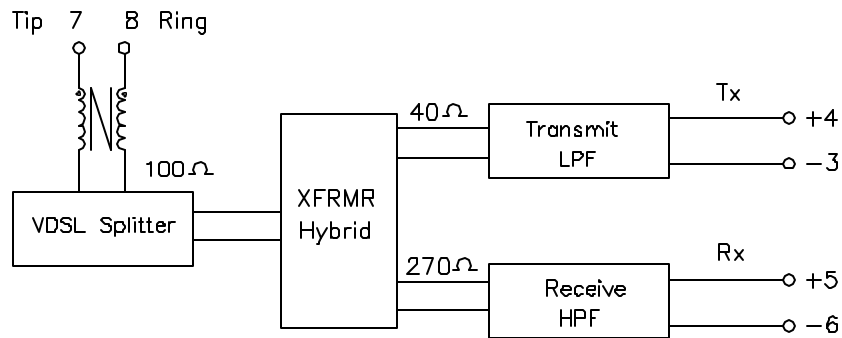 Tip 7 8 Ring
100Ω
VDSL Splitter
XFRMR
Hybrid
40Ω
Transmit
LPF
Tx
+4
-3
270Ω
Receive
HPF
Rx
+5
-6